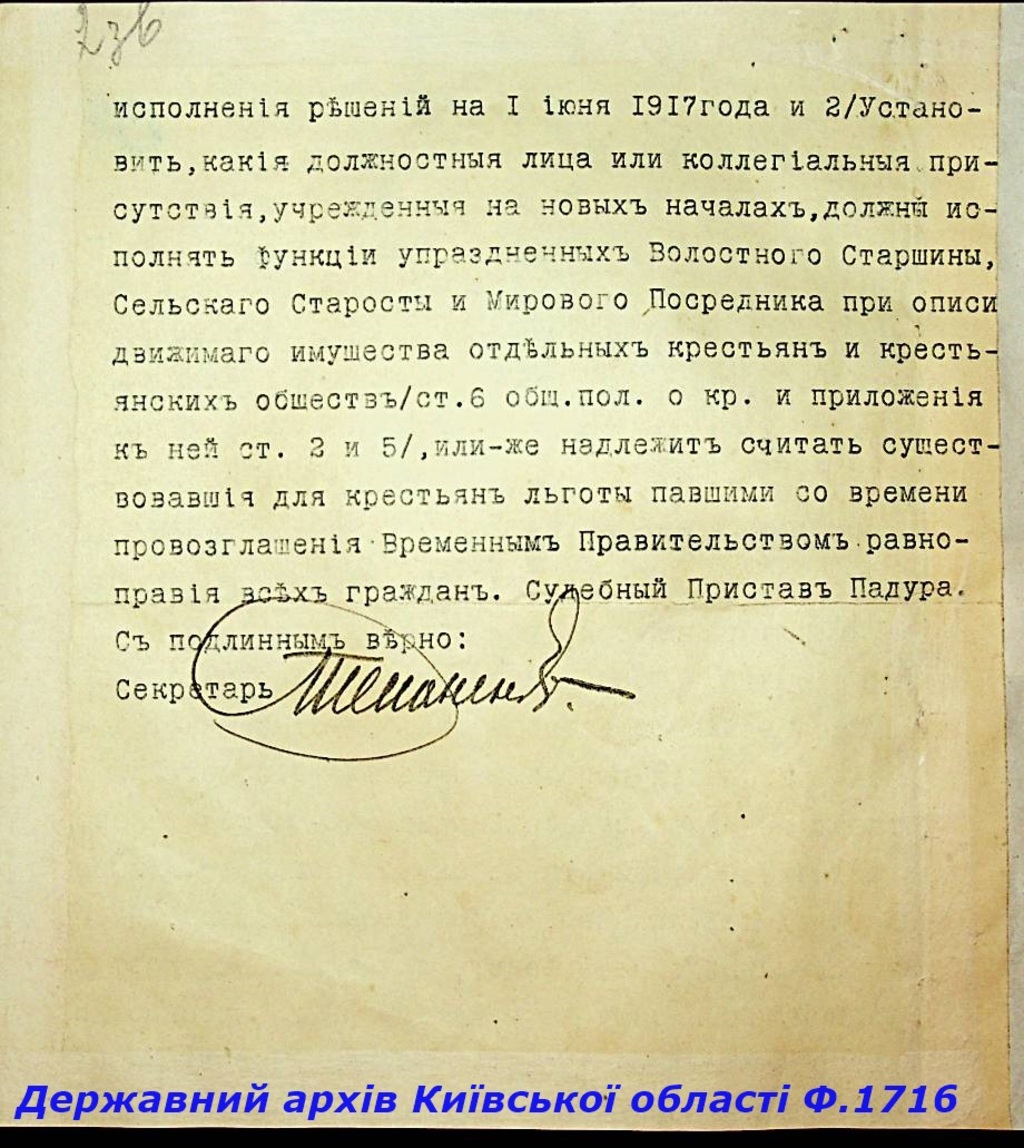 236
исполненія рѣшеній на I іюня 1917года и 2/Устано-
вить,какія должностныя лица или коллегіальныя при-
сутствія,учрежденныя на новыхъ началахъ,должны ис-
полнять функціи упраздненныхъ Волостного Старшины,
Сельскаго Старосты и Мирового Посредника при описи
движимаго имущества отдѣльныхъ крестьянъ и кресть-
янскихъ обществъ/ст.6 общ.пол. о кр. и приложенія
къ ней ст. 2 и 5/,или-же надлежитъ считать сущест-
вовавшія для крестьянъ льготы павшими со времени
провозглашенія Временнымъ Правительствомъ равно-
правія всѣхъ граждан. Судебный Приставъ Падура.
Съ подлиннымъ вѣрно:
Секретарь
Державний архів Київської області Ф.1716